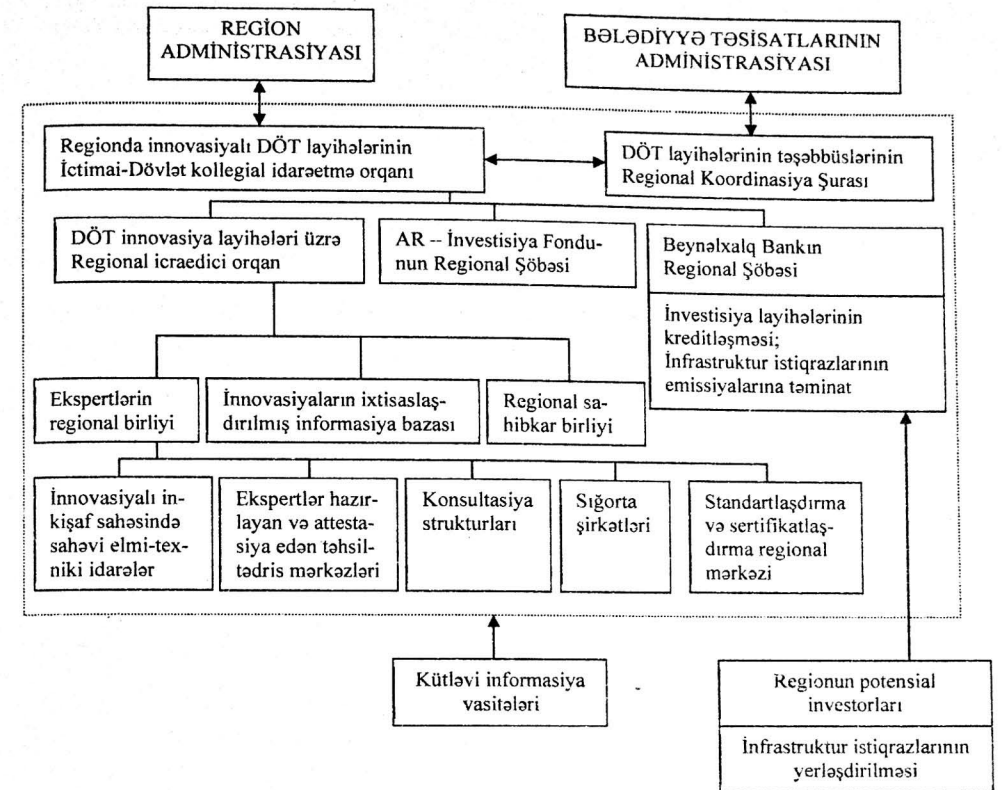 REGİON
ADMİNİSTRASİYASI
BƏLƏDİYYƏ TƏSİSATLARININ
ADMİNİSTRASİYASI
Regionda innovasiyalı DÖT layihələrinin
İctimai-Dövlət kollegial idarəetmə orqanı
DÖT layihələrinin təşəbbüslərinin
Regional Koordinasiya Şurası
DÖT innovasiya layihələri üzrə
Regional icraedici orqan
AR -- İnvestisiya Fondu-
nun Regional Şöbəsi
Beynəlxalq Bankın
Regional Şöbəsi
İnvestisiya layihələrinin
kreditləşməsi;
İnfrastruktur istiqrazlarının
emissiyalarına təminat
Ekspertlərin
regional birliyi
İnnovasiyaların ixtisaslaş-
dırılmış informasiya bazası
Regional sa-
hibkar birliyi
İnnovasiyalı in-
kişaf sahəsində
sahəvi elmi-tex-
niki idarələr
Ekspertlər hazır-
layan və attesta-
siya edən təhsil-
tədris mərkəzləri
Konsultasiya
strukturları
Sığorta
şirkətləri
Standartlaşdırma
və sertifikatlaş-
dırma regional
mərkəzi
Kütləvi informasiya
vasitələri
Regionun potensial
investorları
İnfrastruktur istiqrazlarının
yerləşdirilməsi